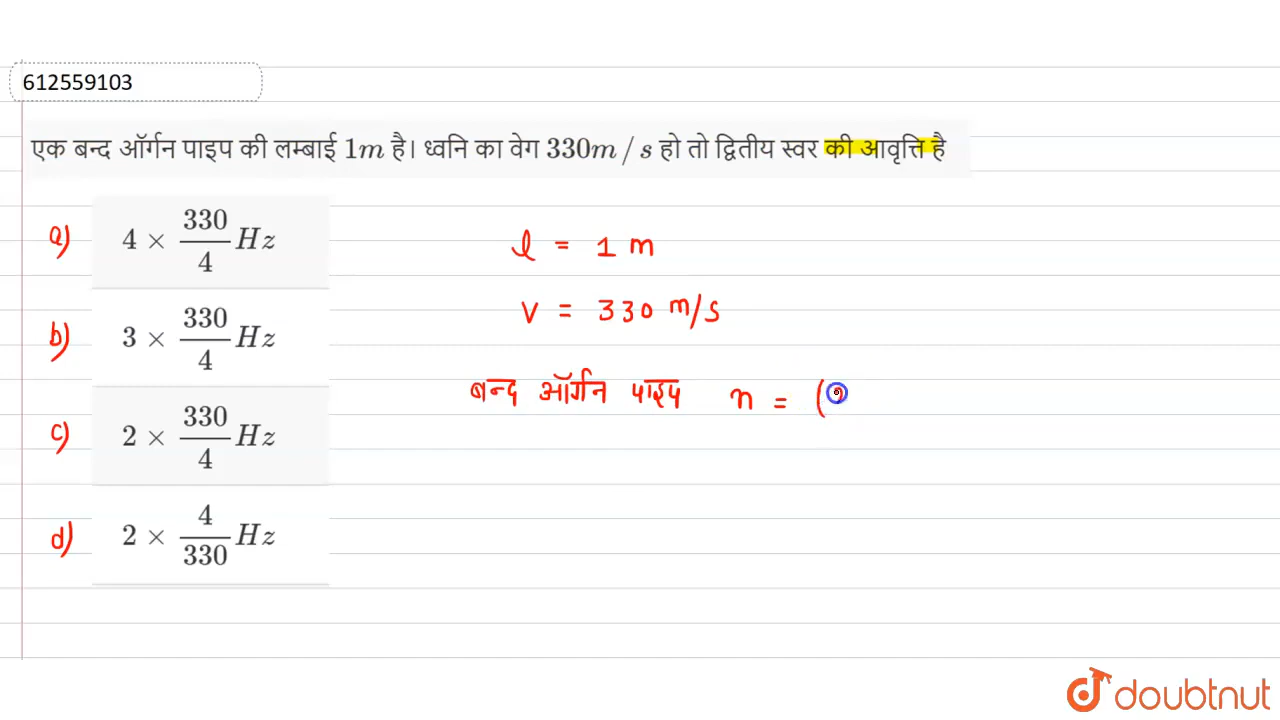 612559103
एक बन्द ऑर्गन पाइप की लम्बाई 1m है। ध्वनि का वेग 330m / s हो तो द्वितीय स्वर की आवृत्ति है
a) 4 × 330/4 Hz
l = 1 m
b) 3 × 330/4 Hz
v = 330 m/s
बन्द ऑर्गन पाइप n = (
c) 2 × 330/4 Hz
d) 2 × 4/330 Hz
doubtnut